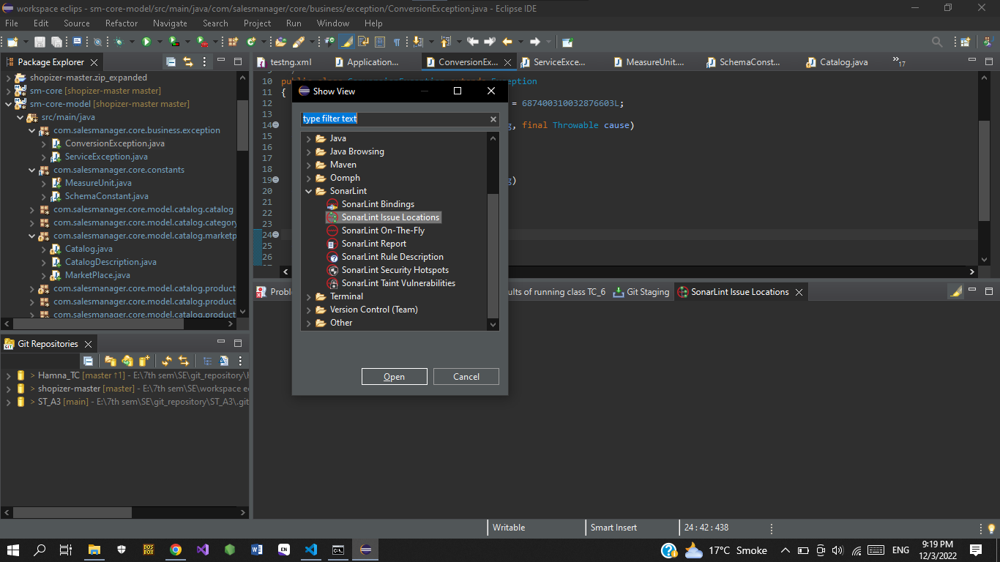 workspace eclips - sm-core-model/src/main/java/com/salesmanager/core/business/exception/ConversionException.java - Eclipse IDE
File Edit Source Refactor Navigate Search Project Run Window Help
Package Explorer
testng.xml Application... ConversionEx... ServiceExce... MeasureUnit.... SchemaConst... Catalog.java 17
shopizer-master.zip_expanded
sm-core [shopizer-master master]
sm-core-model [shopizer-master master]
src/main/java
com.salesmanager.core.business.exception
ConversionException.java
ServiceException.java
com.salesmanager.core.constants
MeasureUnit.java
SchemaConstant.java
com.salesmanager.core.model.catalog.catalog
com.salesmanager.core.model.catalog.category
com.salesmanager.core.model.catalog.marketp
Catalog.java
CatalogDescription.java
MarketPlace.java
com.salesmanager.core.model.catalog.product
com.salesmanager.core.model.catalog.product
com.salesmanager.core.model.catalog.product
10 public class ConversionException extends Exception
11 {
12 = 687400310032876603L;
13
14 g, final Throwable cause)
15
16
17
18
19 g)
20
21
22
23
24
25
26
Show View
type filter text
Java
Java Browsing
Maven
Oomph
SonarLint
SonarLint Bindings
SonarLint Issue Locations
SonarLint On-The-Fly
SonarLint Report
SonarLint Rule Description
SonarLint Security Hotspots
SonarLint Taint Vulnerabilities
Terminal
Version Control (Team)
Other
Open Cancel
Proble ults of running class TC_6 Git Staging SonarLint Issue Locations
Git Repositories
> Hamna_TC [master ↑1] - E:\7th sem\SE\git_repository\H
> shopizer-master [master] - E:\7th sem\SE\workspace ec
> ST_A3 [main] - E:\7th sem\SE\git_repository\ST_A3\.git
Writable Smart Insert 24 : 42 : 438
DOS BOX EN 17°C Smoke ENG 9:19 PM
12/3/2022